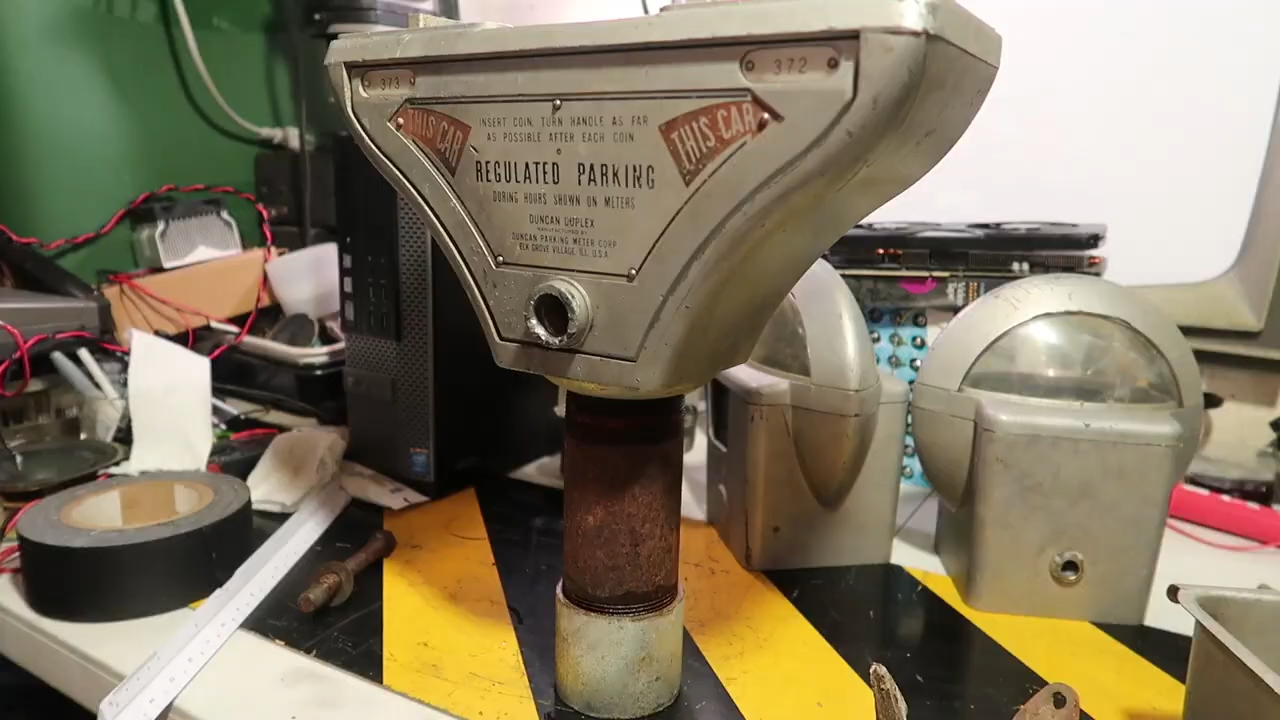 373
372
THIS CAR
THIS CAR
INSERT COIN, TURN HANDLE AS FAR
AS POSSIBLE AFTER EACH COIN.
REGULATED PARKING
DURING HOURS SHOWN ON METERS
DUNCAN DUPLEX
MANUFACTURED BY
DUNCAN PARKING METER CORP
ELK GROVE VILLAGE, ILL. U.S.A.